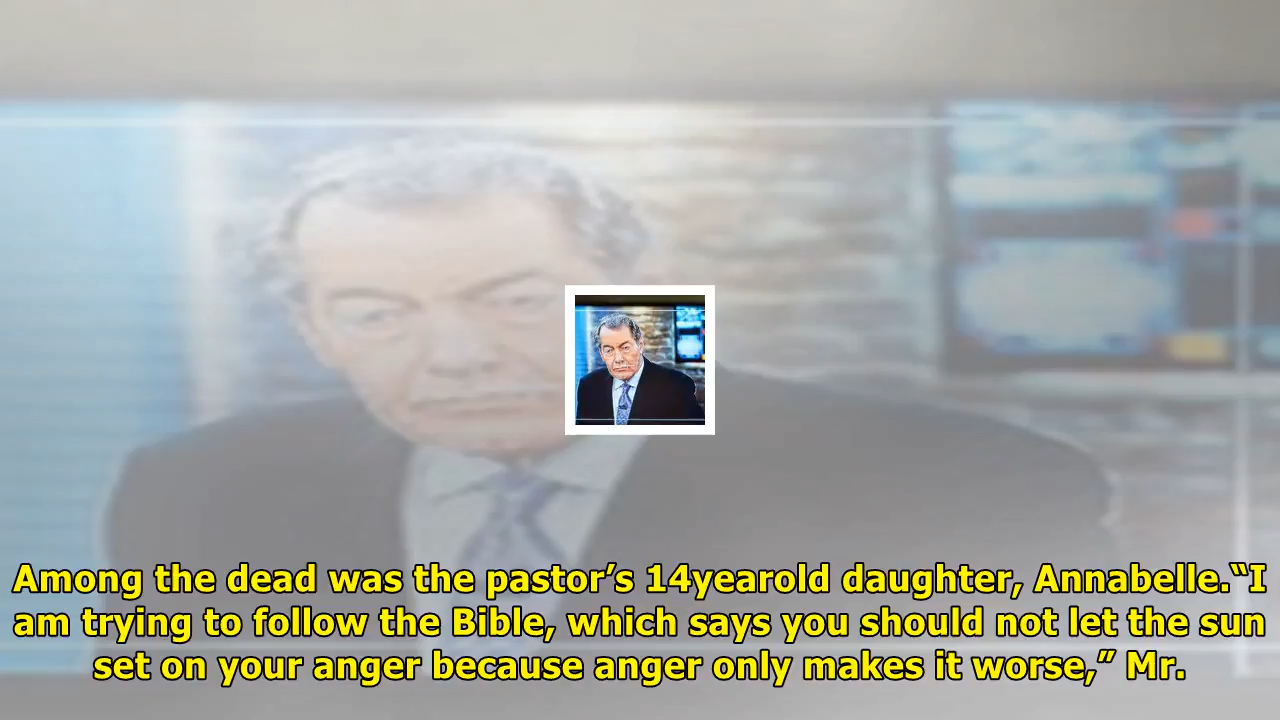 Among the dead was the pastor’s 14yearold daughter, Annabelle.“I
am trying to follow the Bible, which says you should not let the sun
set on your anger because anger only makes it worse,” Mr.